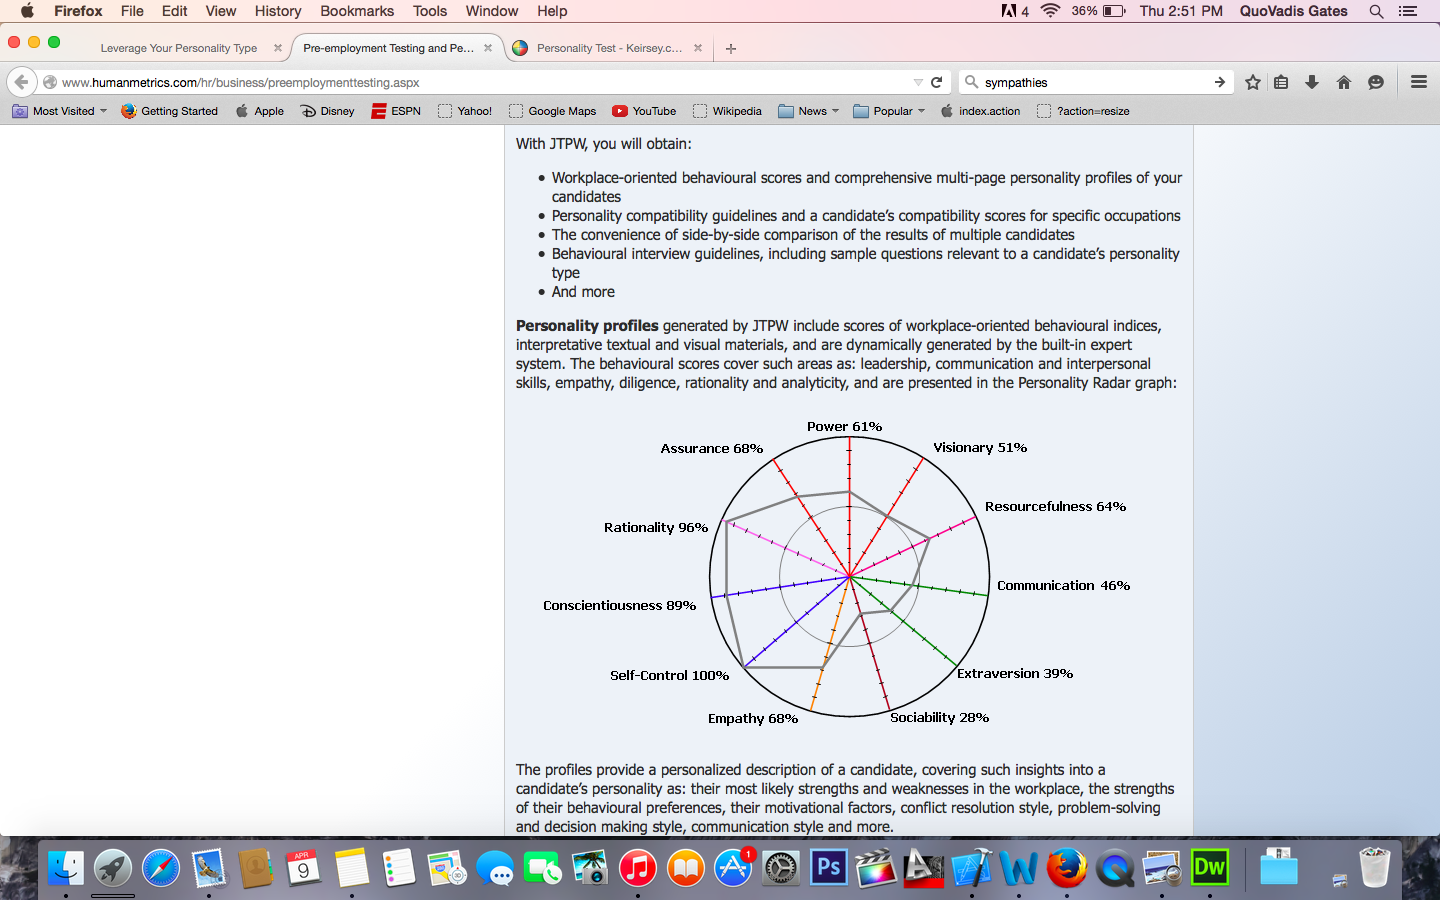 Firefox File Edit View History Bookmarks Tools Window Help 4 36% Thu 2:51 PM QuoVadis Gates
Leverage Your Personality Type Pre-employment Testing and Pe... Personality Test - Keirsey.c...
www.humanmetrics.com/hr/business/preemploymenttesting.aspx sympathies
Most Visited Getting Started Apple Disney ESPN Yahoo! Google Maps YouTube Wikipedia News Popular index.action ?action=resize
With JTPW, you will obtain:
• Workplace-oriented behavioural scores and comprehensive multi-page personality profiles of your
candidates
• Personality compatibility guidelines and a candidate's compatibility scores for specific occupations
• The convenience of side-by-side comparison of the results of multiple candidates
• Behavioural interview guidelines, including sample questions relevant to a candidate's personality
type
• And more
Personality profiles generated by JTPW include scores of workplace-oriented behavioural indices,
interpretative textual and visual materials, and are dynamically generated by the built-in expert
system. The behavioural scores cover such areas as: leadership, communication and interpersonal
skills, empathy, diligence, rationality and analyticity, and are presented in the Personality Radar graph:
Power 61%
Assurance 68% Visionary 51%
Resourcefulness 64%
Rationality 96%
Communication 46%
Conscientiousness 89%
Self-Control 100% Extraversion 39%
Empathy 68% Sociability 28%
The profiles provide a personalized description of a candidate, covering such insights into a
candidate's personality as: their most likely strengths and weaknesses in the workplace, the strengths
of their behavioural preferences, their motivational factors, conflict resolution style, problem-solving
and decision making style, communication style and more.
APR
9
1
Ps
Dw